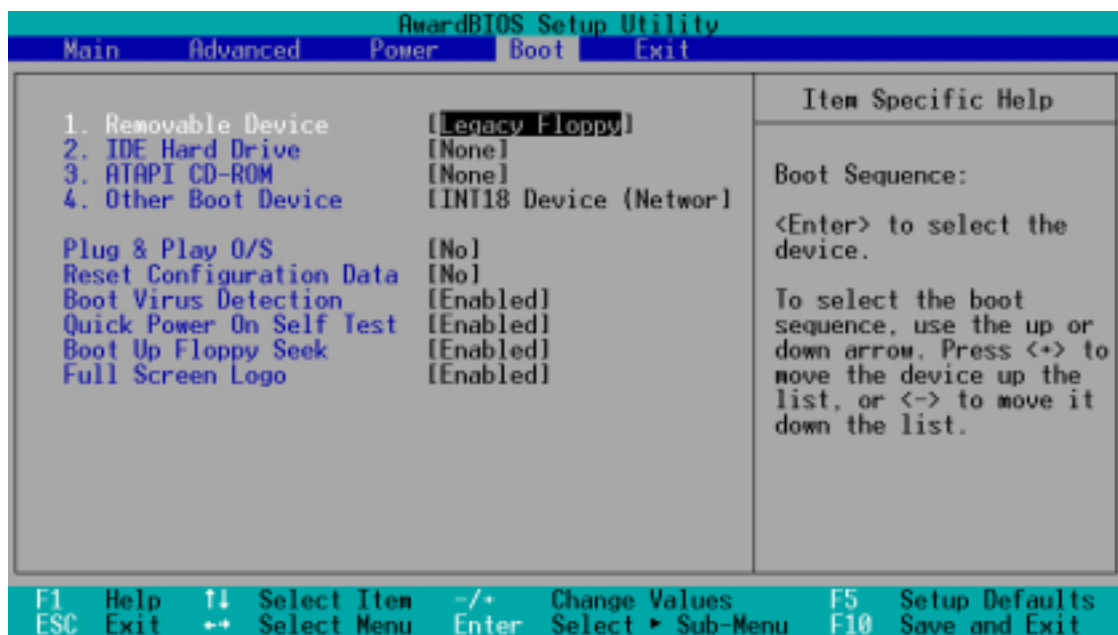 AwardBIOS Setup Utility
Main Advanced Power Boot Exit
1. Removable Device [Legacy Floppy]
2. IDE Hard Drive [None]
3. ATAPI CD-ROM [None]
4. Other Boot Device [INT18 Device (Networ]
Plug & Play O/S [No]
Reset Configuration Data [No]
Boot Virus Detection [Enabled]
Quick Power On Self Test [Enabled]
Boot Up Floppy Seek [Enabled]
Full Screen Logo [Enabled]
Item Specific Help
Boot Sequence:
<Enter> to select the
device.
To select the boot
sequence, use the up or
down arrow. Press <+> to
move the device up the
list, or <-> to move it
down the list.
F1 Help ↑↓ Select Item -/+ Change Values F5 Setup Defaults
ESC Exit ←→ Select Menu Enter Select ► Sub-Menu F10 Save and Exit